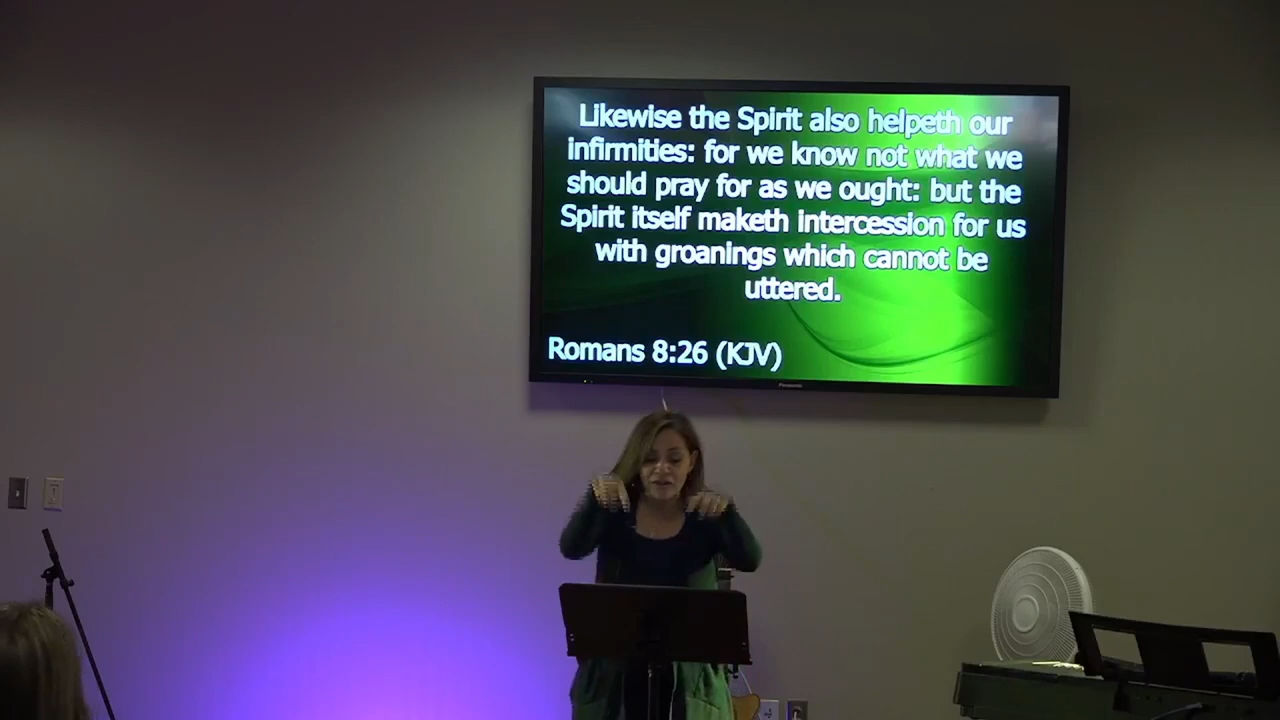 Likewise the Spirit also helpeth our
infirmities: for we know not what we
should pray for as we ought: but the
Spirit itself maketh intercession for us
with groanings which cannot be
uttered.
Romans 8:26 (KJV)
Panasonic